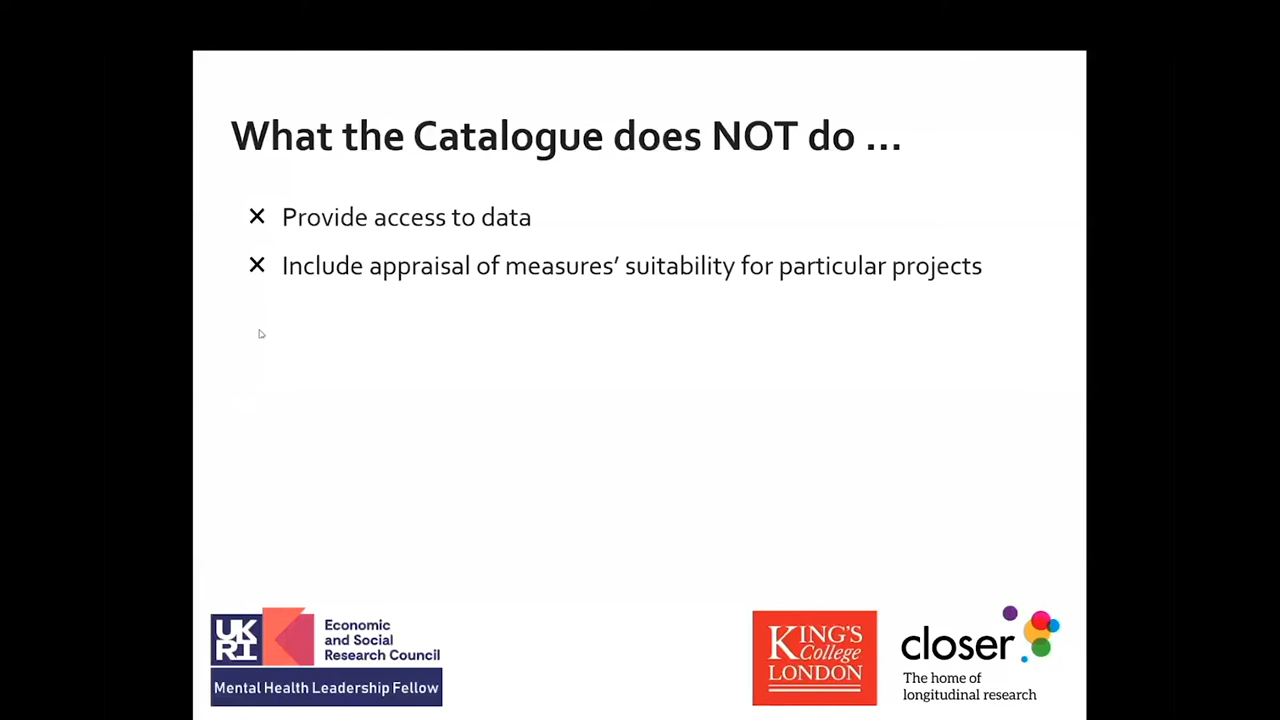 What the Catalogue does NOT do ...
× Provide access to data
× Include appraisal of measures’ suitability for particular projects
UK
RI
Economic
and Social
Research Council
Mental Health Leadership Fellow
KING'S
College
LONDON
closer
The home of
longitudinal research